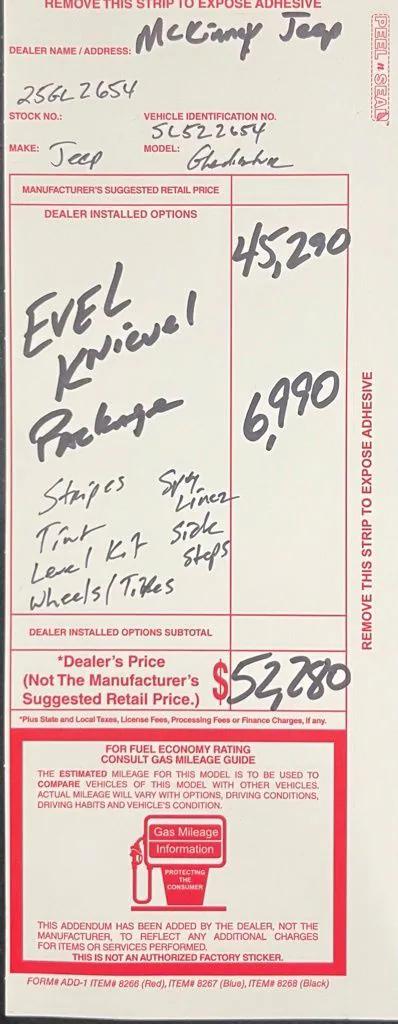 REMOVE THIS STRIP TO EXPOSE ADHESIVE
PEEL n SEAL
DEALER NAME / ADDRESS: McKinney Jeep
25GL2654
STOCK NO.: VEHICLE IDENTIFICATION NO.
SL522654
MAKE: Jeep MODEL: Gladiator
MANUFACTURER'S SUGGESTED RETAIL PRICE
DEALER INSTALLED OPTIONS
45,290
EVEL
KNievel
Package 6,990
Stripes Spry
Liner
Tint Side
Level Kit Steps
Wheels/Tires
DEALER INSTALLED OPTIONS SUBTOTAL
*Dealer's Price
(Not The Manufacturer's
Suggested Retail Price.) $52,280
*Plus State and Local Taxes, License Fees, Processing Fees or Finance Charges, if any.
REMOVE THIS STRIP TO EXPOSE ADHESIVE
FOR FUEL ECONOMY RATING
CONSULT GAS MILEAGE GUIDE
THE ESTIMATED MILEAGE FOR THIS MODEL IS TO BE USED TO
COMPARE VEHICLES OF THIS MODEL WITH OTHER VEHICLES.
ACTUAL MILEAGE WILL VARY WITH OPTIONS, DRIVING CONDITIONS,
DRIVING HABITS AND VEHICLE'S CONDITION.
Gas Mileage
Information
PROTECTING
THE
CONSUMER
THIS ADDENDUM HAS BEEN ADDED BY THE DEALER, NOT THE
MANUFACTURER, TO REFLECT ANY ADDITIONAL CHARGES
FOR ITEMS OR SERVICES PERFORMED.
THIS IS NOT AN AUTHORIZED FACTORY STICKER.
FORM# ADD-1 ITEM# 8266 (Red), ITEM# 8267 (Blue), ITEM# 8268 (Black)